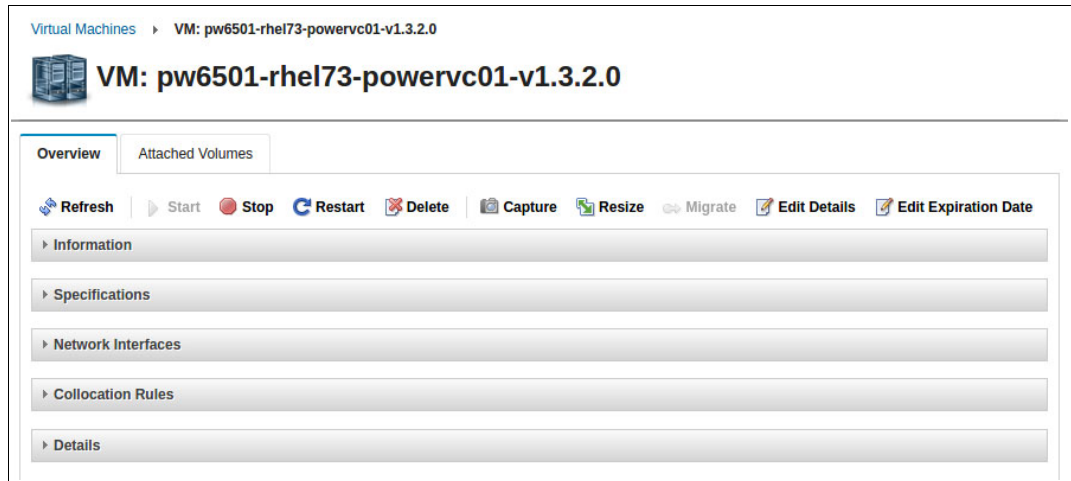 Virtual Machines VM: pw6501-rhel73-powervc01-v1.3.2.0
VM: pw6501-rhel73-powervc01-v1.3.2.0
Overview Attached Volumes
Refresh Start Stop Restart Delete Capture Resize Migrate Edit Details Edit Expiration Date
Information
Specifications
Network Interfaces
Collocation Rules
Details